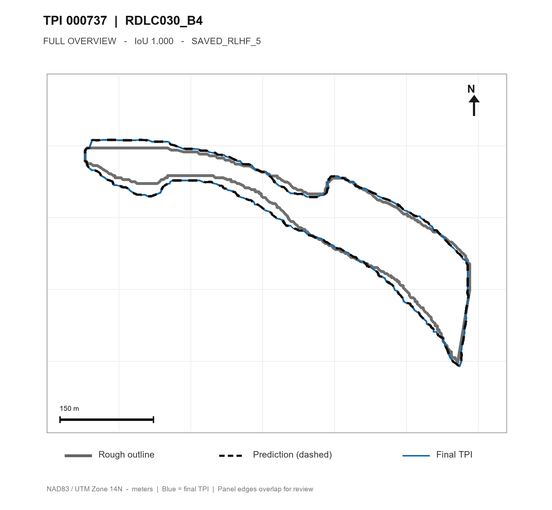 TPI 000737 | RDLC030_B4
FULL OVERVIEW - IoU 1.000 - SAVED_RLHF_5
N
150 m
Rough outline
Prediction (dashed)
Final TPI
NAD83 / UTM Zone 14N - meters | Blue = final TPI | Panel edges overlap for review